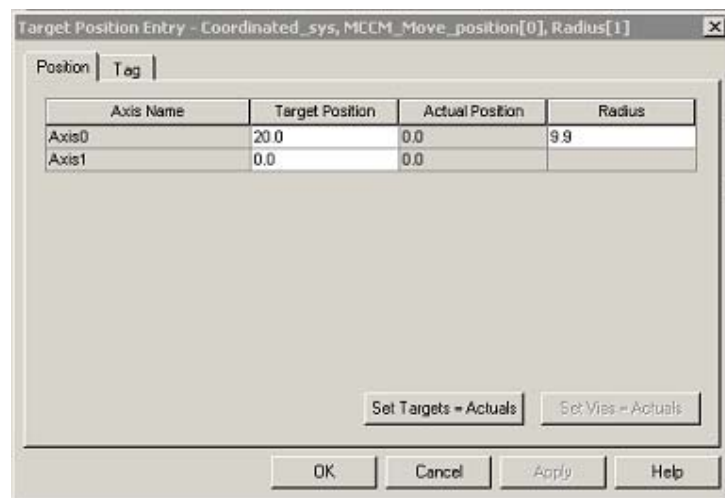 Target Position Entry - Coordinated_sys, MCCM_Move_position[0], Radius[1]
Position Tag
Axis Name Target Position Actual Position Radius
Axis0 20.0 0.0 9.9
Axis1 0.0 0.0
Set Targets = Actuals Set Vias = Actuals
OK Cancel Apply Help